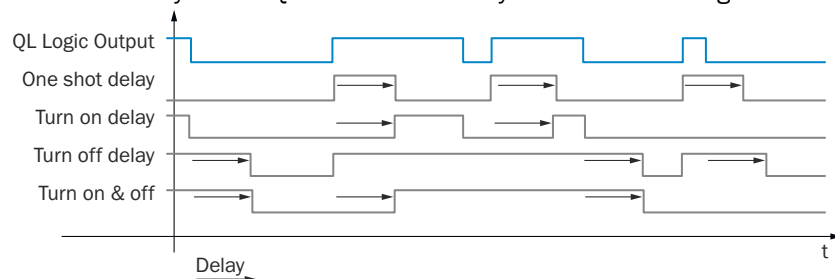 QL Logic Output
One shot delay
Turn on delay
Turn off delay
Turn on & off
t
Delay